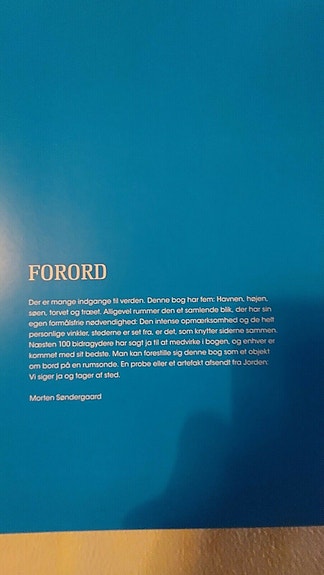 FORORD
Der er mange indgange til verden. Denne bog har fem: Havnen, højen,
søen, torvet og træet. Alligevel rummer den et samlende blik, der har sin
egen formålsfrie nødvendighed: Den intense opmærksomhed og de helt
personlige vinkler, stederne er set fra, er det, som knytter siderne sammen.
Næsten 100 bidragydere har sagt ja til at medvirke i bogen, og enhver er
kommet med sit bedste. Man kan forestille sig denne bog som et objekt
om bord på en rumsonde. En probe eller et artefakt afsendt fra Jorden:
Vi siger ja og tager af sted.
Morten Søndergaard